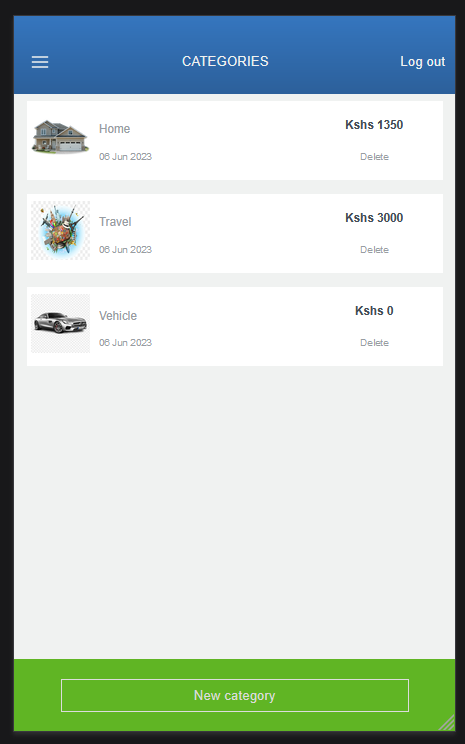 CATEGORIES
Log out
Home
Kshs 1350
06 Jun 2023
Delete
Travel
Kshs 3000
06 Jun 2023
Delete
Vehicle
Kshs 0
06 Jun 2023
Delete
New category